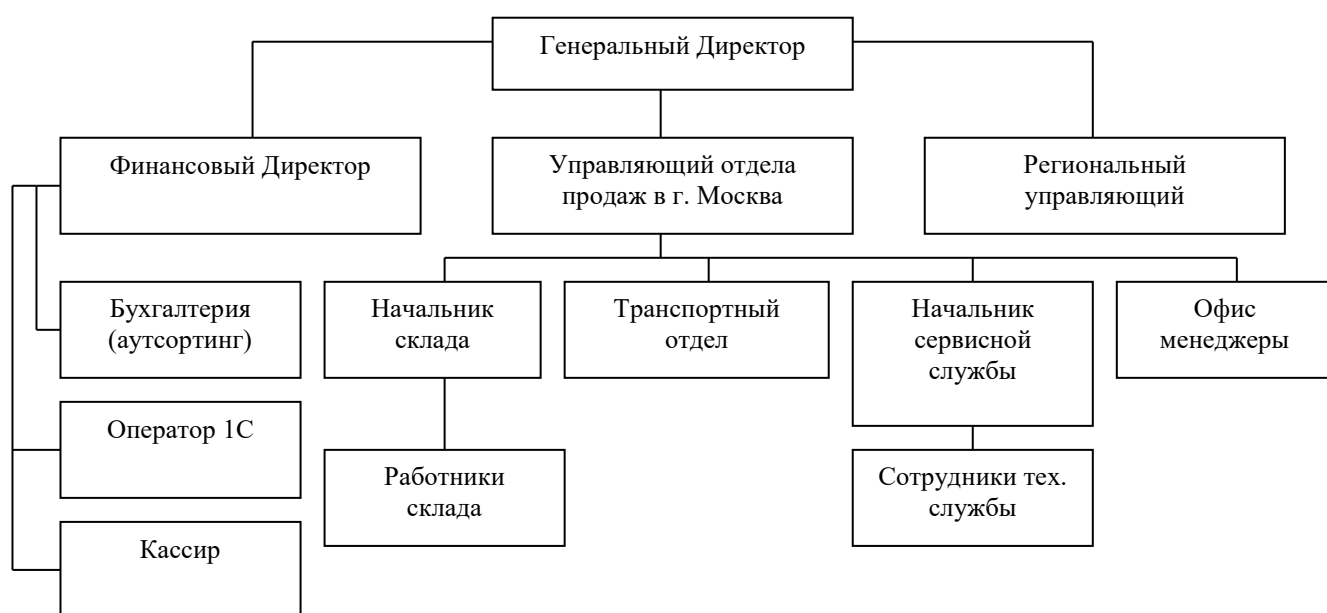 Генеральный Директор
Финансовый Директор
Управляющий отдела
продаж в г. Москва
Региональный
управляющий
Бухгалтерия
(аутсортинг)
Начальник
склада
Транспортный
отдел
Начальник
сервисной
службы
Офис
менеджеры
Оператор 1С
Работники
склада
Сотрудники тех.
службы
Кассир